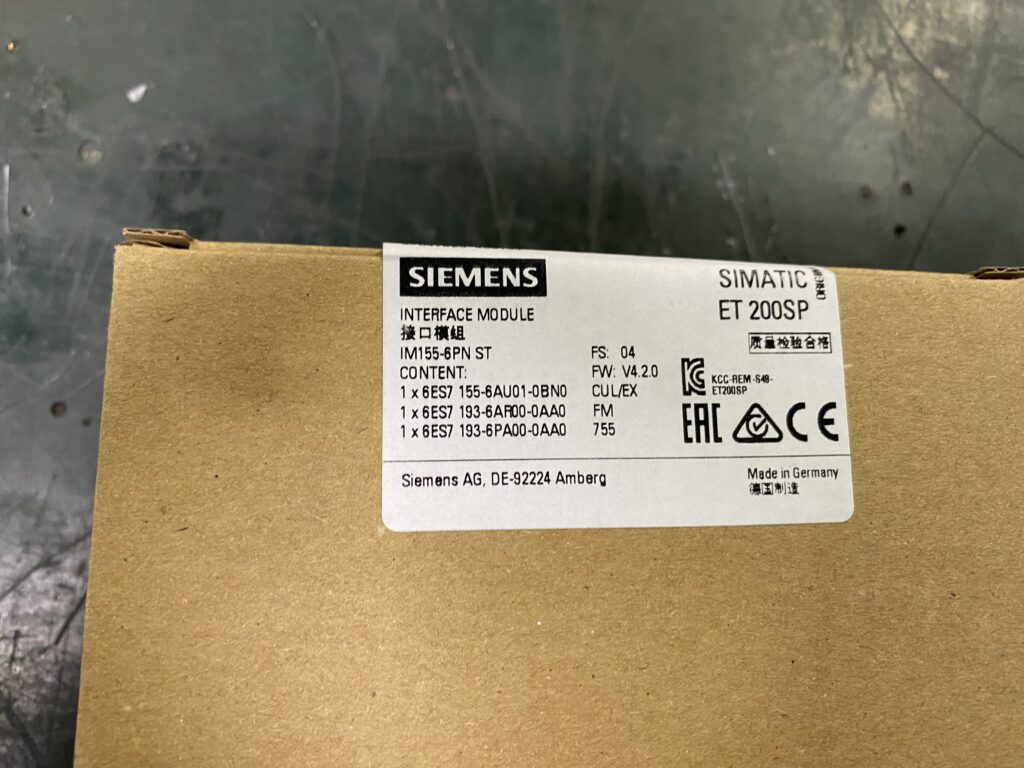 SIEMENS
SIMATIC
ET 200SP
INTERFACE MODULE
接口模组
质量检验合格
IM155-6PN ST
FS: 04
CONTENT:
FW: V4.2.0
KCC-REM-S49-
ET200SP
1 x 6ES7 155-6AU01-0BN0
CUL/EX
1 x 6ES7 193-6AR00-0AA0
FM
1 x 6ES7 193-6PA00-0AA0
755
EAC
CE
Siemens AG, DE-92224 Amberg
Made in Germany
德国制造